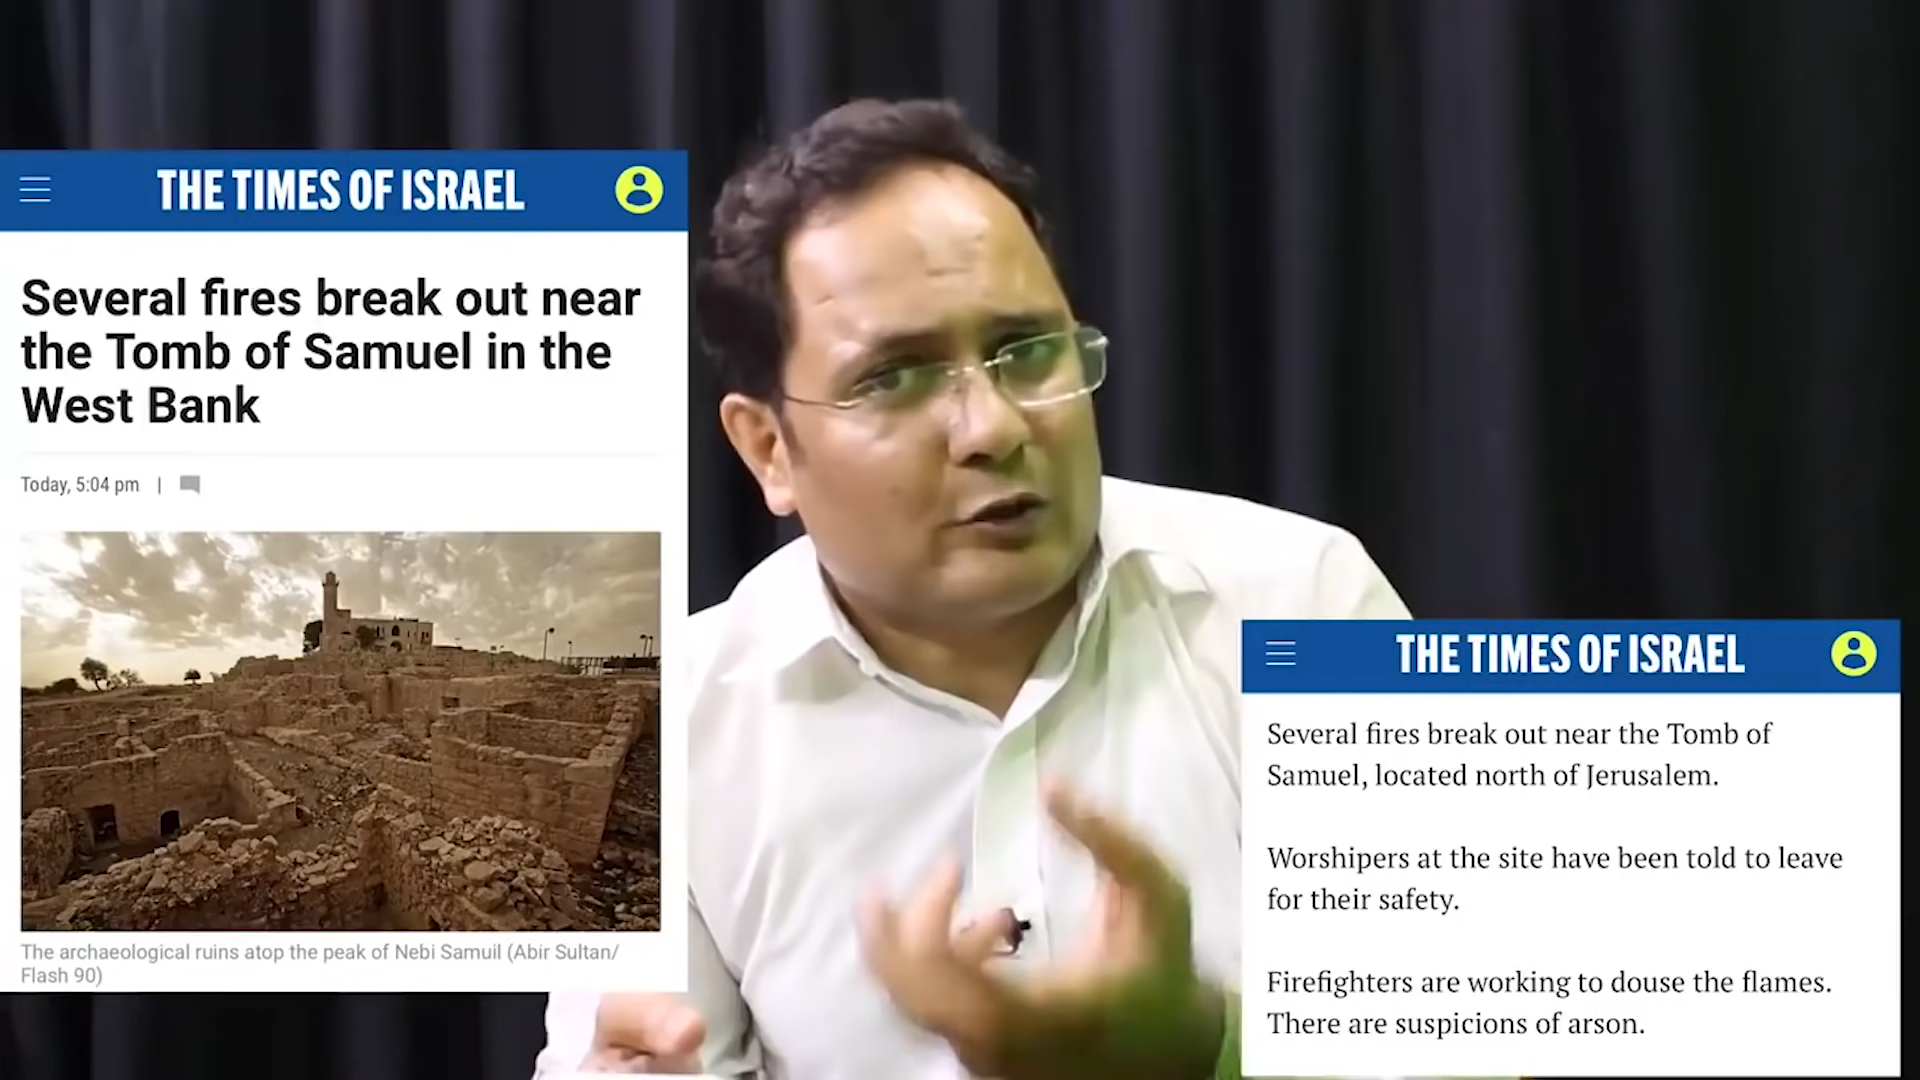 THE TIMES OF ISRAEL
Several fires break out near
the Tomb of Samuel in the
West Bank
Today, 5:04 pm |
The archaeological ruins atop the peak of Nebi Samuil (Abir Sultan/
Flash 90)
THE TIMES OF ISRAEL
Several fires break out near the Tomb of
Samuel, located north of Jerusalem.
Worshipers at the site have been told to leave
for their safety.
Firefighters are working to douse the flames.
There are suspicions of arson.